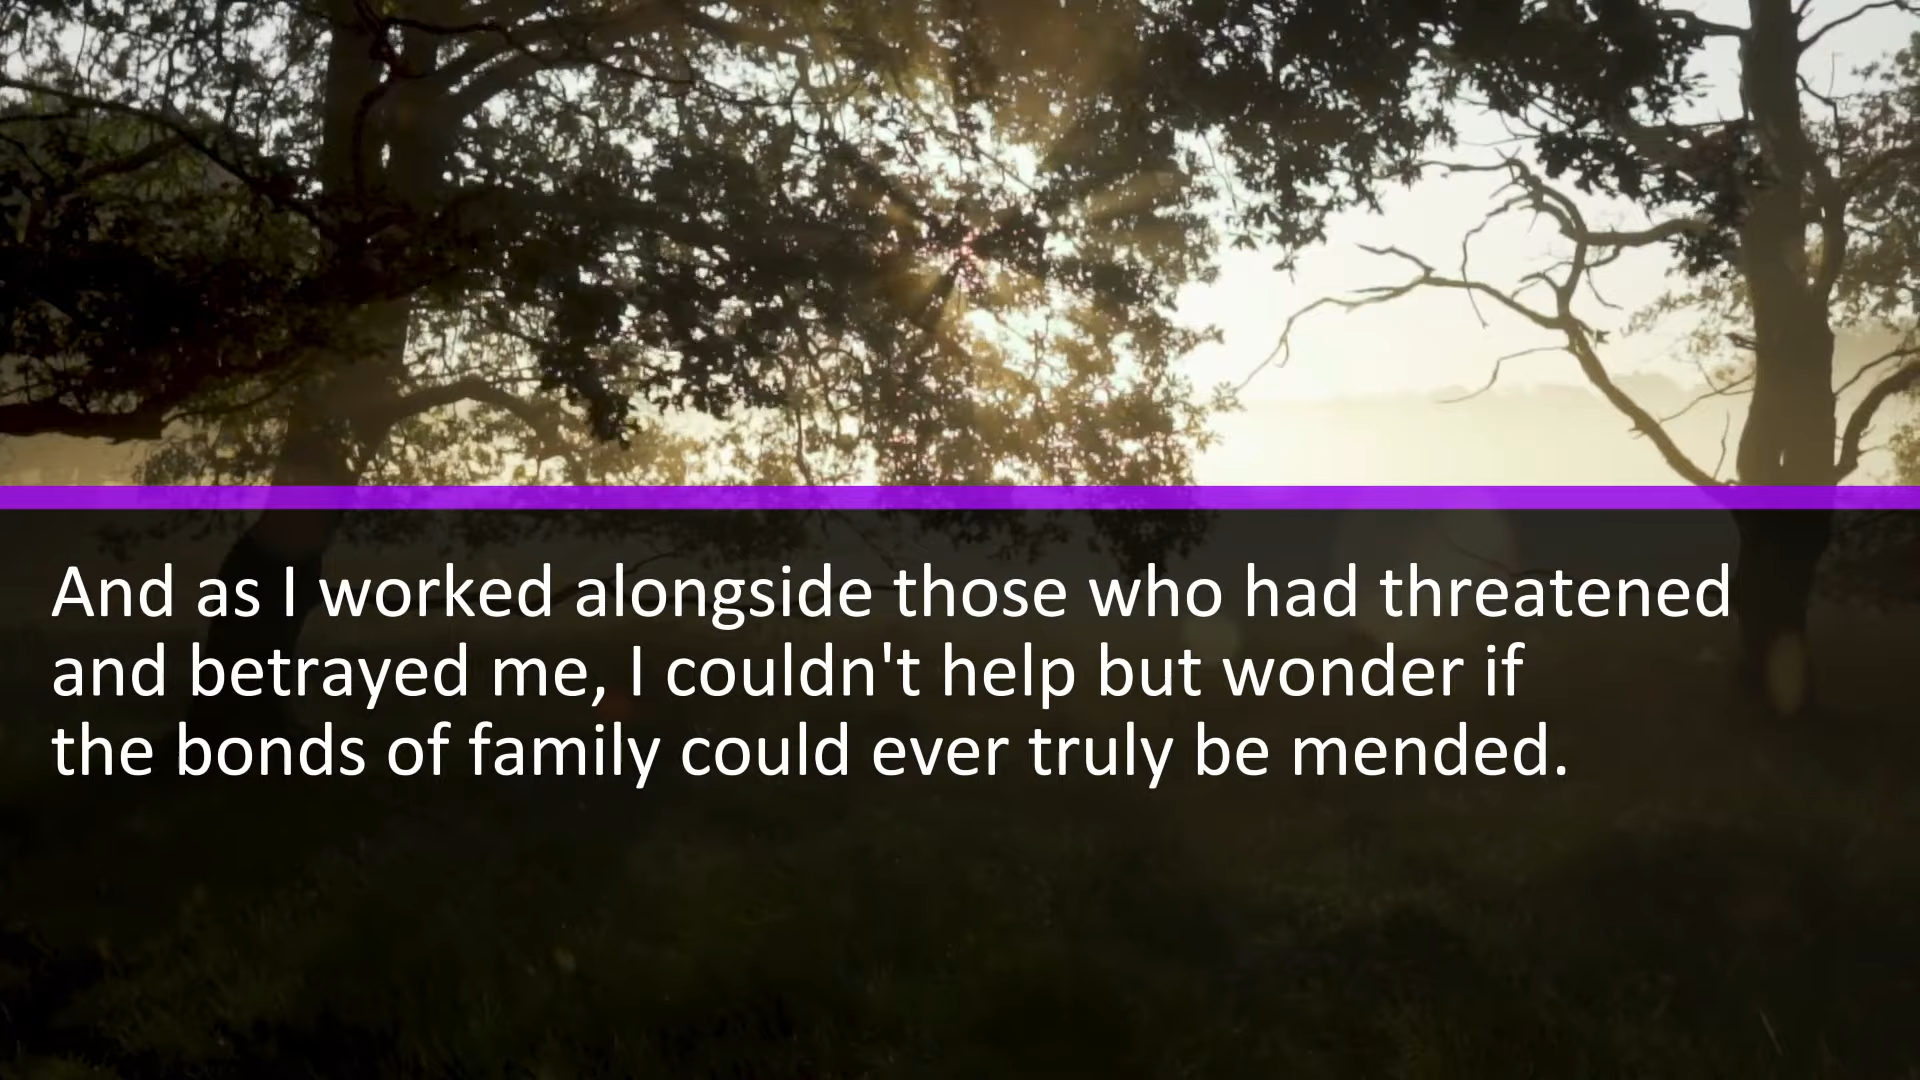 And as I worked alongside those who had threatened
and betrayed me, I couldn't help but wonder if
the bonds of family could ever truly be mended.